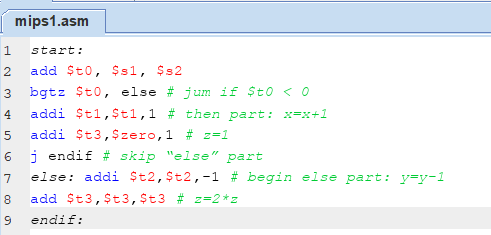 mips1.asm
1 start:
2 add $t0, $s1, $s2
3 bgtz $t0, else # jum if $t0 < 0
4 addi $t1,$t1,1 # then part: x=x+1
5 addi $t3,$zero,1 # z=1
6 j endif # skip “else” part
7 else: addi $t2,$t2,-1 # begin else part: y=y-1
8 add $t3,$t3,$t3 # z=2*z
9 endif: